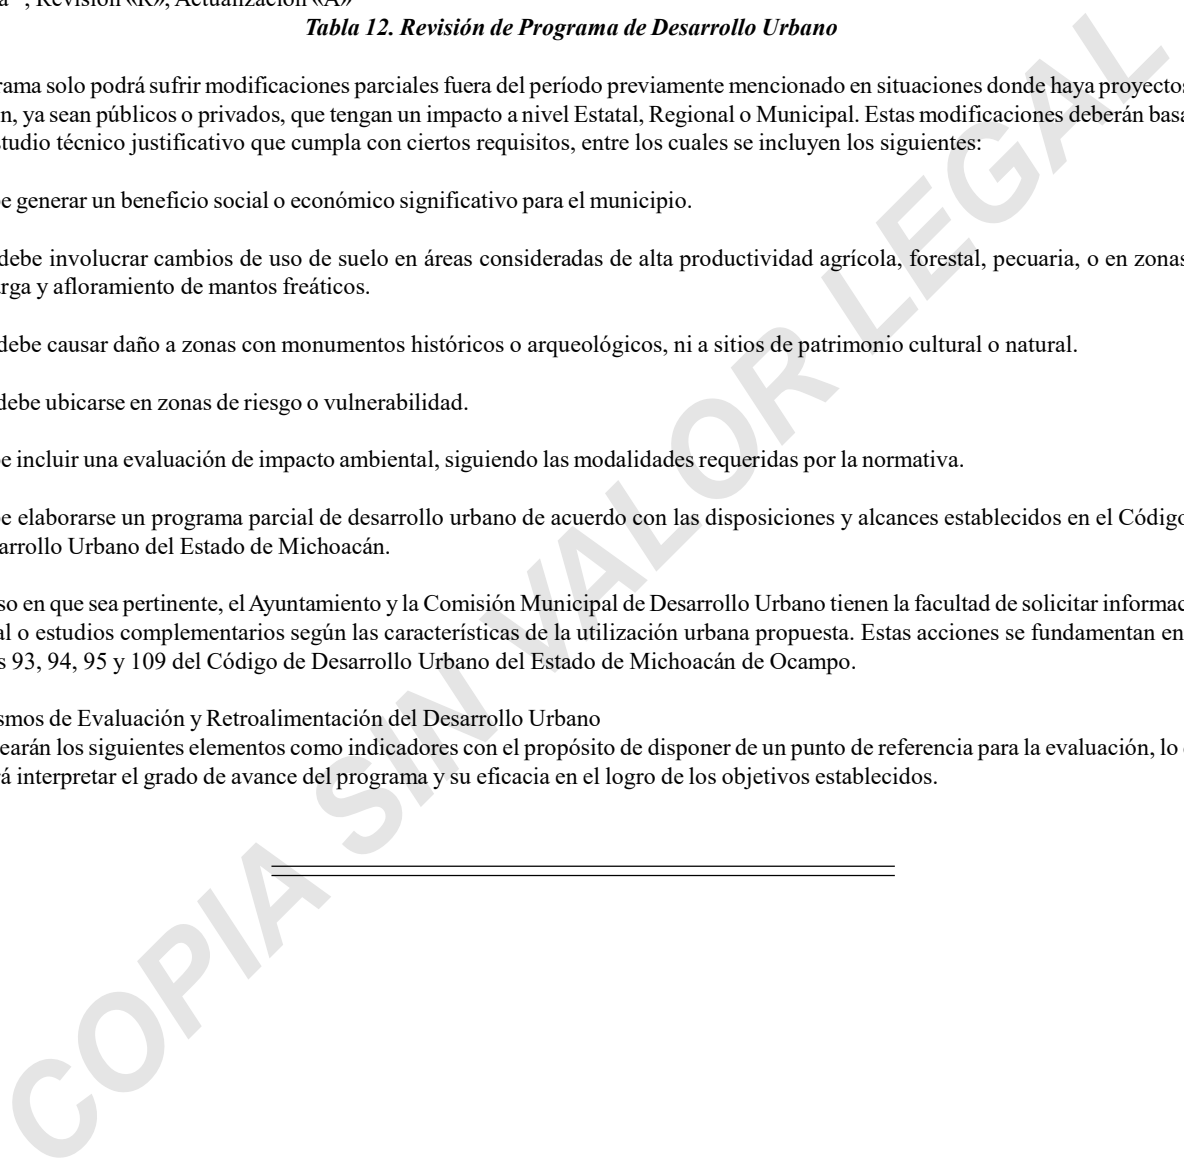 Revisión «R», Actualización «A»
Tabla 12. Revisión de Programa de Desarrollo Urbano
solo podrá sufrir modificaciones parciales fuera del período previamente mencionado en situaciones donde haya proyectos
ya sean públicos o privados, que tengan un impacto a nivel Estatal, Regional o Municipal. Estas modificaciones deberán
técnico justificativo que cumpla con ciertos requisitos, entre los cuales se incluyen los siguientes:
generar un beneficio social o económico significativo para el municipio.
debe involucrar cambios de uso de suelo en áreas consideradas de alta productividad agrícola, forestal, pecuaria, o en zonas
y afloramiento de mantos freáticos.
debe causar daño a zonas con monumentos históricos o arqueológicos, ni a sitios de patrimonio cultural o natural.
debe ubicarse en zonas de riesgo o vulnerabilidad.
incluir una evaluación de impacto ambiental, siguiendo las modalidades requeridas por la normativa.
elaborarse un programa parcial de desarrollo urbano de acuerdo con las disposiciones y alcances establecidos en el Código
Urbano del Estado de Michoacán.
en que sea pertinente, el Ayuntamiento y la Comisión Municipal de Desarrollo Urbano tienen la facultad de solicitar
o estudios complementarios según las características de la utilización urbana propuesta. Estas acciones se fundamentan en
93, 94, 95 y 109 del Código de Desarrollo Urbano del Estado de Michoacán de Ocampo.
de Evaluación y Retroalimentación del Desarrollo Urbano
los siguientes elementos como indicadores con el propósito de disponer de un punto de referencia para la evaluación, lo
interpretar el grado de avance del programa y su eficacia en el logro de los objetivos establecidos.
COPIA SIN VALOR LEGAL